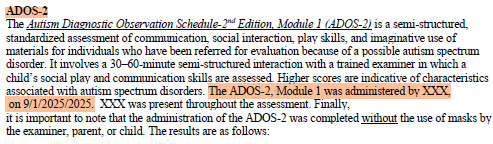 ADOS-2
The Autism Diagnostic Observation Schedule-2nd Edition, Module 1 (ADOS-2) is a semi-structured,
standardized assessment of communication, social interaction, play skills, and imaginative use of
materials for individuals who have been referred for evaluation because of a possible autism spectrum
disorder. It involves a 30–60-minute semi-structured interaction with a trained examiner in which a
child's social play and communication skills are assessed. Higher scores are indicative of characteristics
associated with autism spectrum disorders. The ADOS-2, Module 1 was administered by XXX,
on 9/1/2025/2025. XXX was present throughout the assessment. Finally,
it is important to note that the administration of the ADOS-2 was completed without the use of masks by
the examiner, parent, or child. The results are as follows: